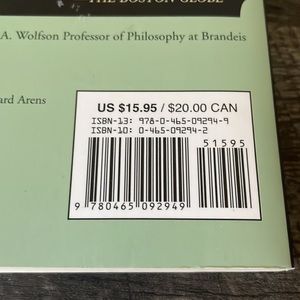 THE BOSTON GLOBE
A. Wolfson Professor of Philosophy at Brandeis
ard Arens
US $15.95 / $20.00 CAN
ISBN-13: 978-0-465-09294-9
ISBN-10: 0-465-09294-2
51595
9 780465 092949